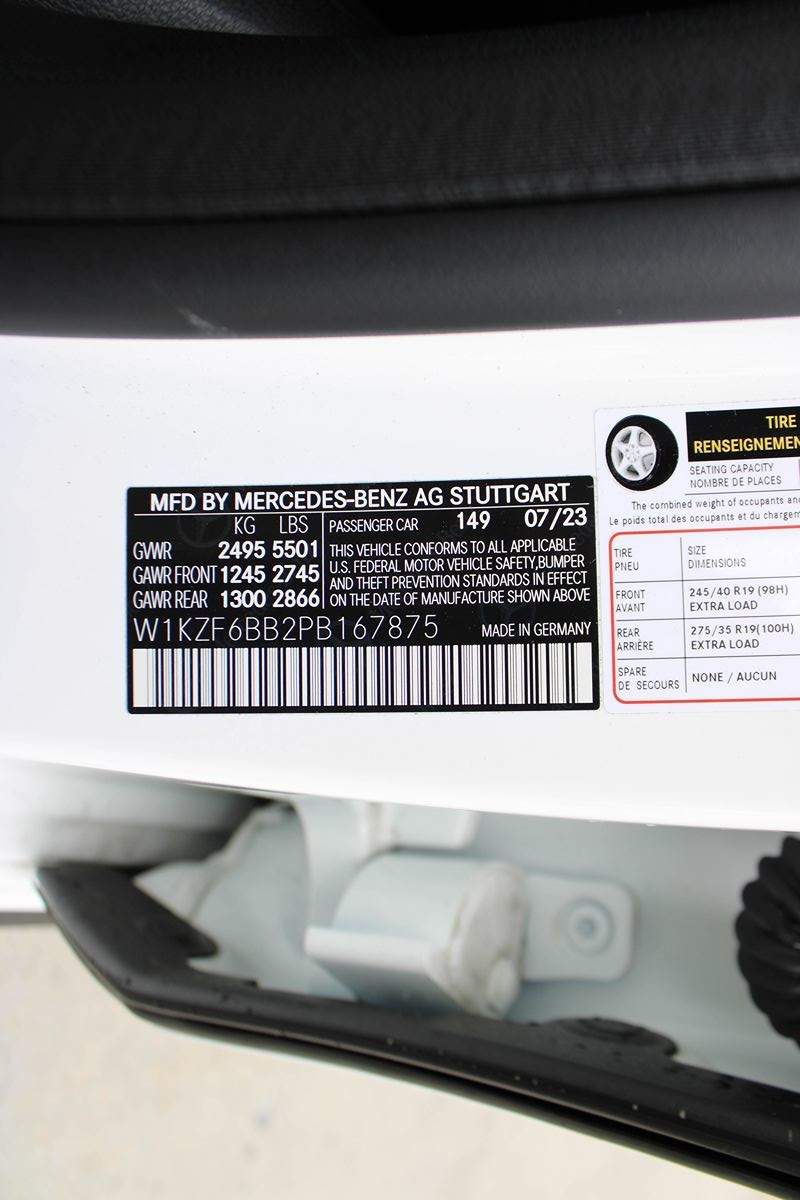 MFD BY MERCEDES-BENZ AG STUTTGART
KG LBS
GWR 2495 5501
GAWR FRONT 1245 2745
GAWR REAR 1300 2866
PASSENGER CAR 149 07/23
THIS VEHICLE CONFORMS TO ALL APPLICABLE
U.S. FEDERAL MOTOR VEHICLE SAFETY,BUMPER
AND THEFT PREVENTION STANDARDS IN EFFECT
ON THE DATE OF MANUFACTURE SHOWN ABOVE
W1KZF6BB2PB167875 MADE IN GERMANY
TIRE
RENSEIGNEMEN
SEATING CAPACITY
NOMBRE DE PLACES
The combined weight of occupants and
Le poids total des occupants et du chargem
TIRE SIZE
PNEU DIMENSIONS
FRONT 245/40 R19 (98H)
AVANT EXTRA LOAD
REAR 275/35 R19(100H)
ARRIÈRE EXTRA LOAD
SPARE NONE / AUCUN
DE SECOURS